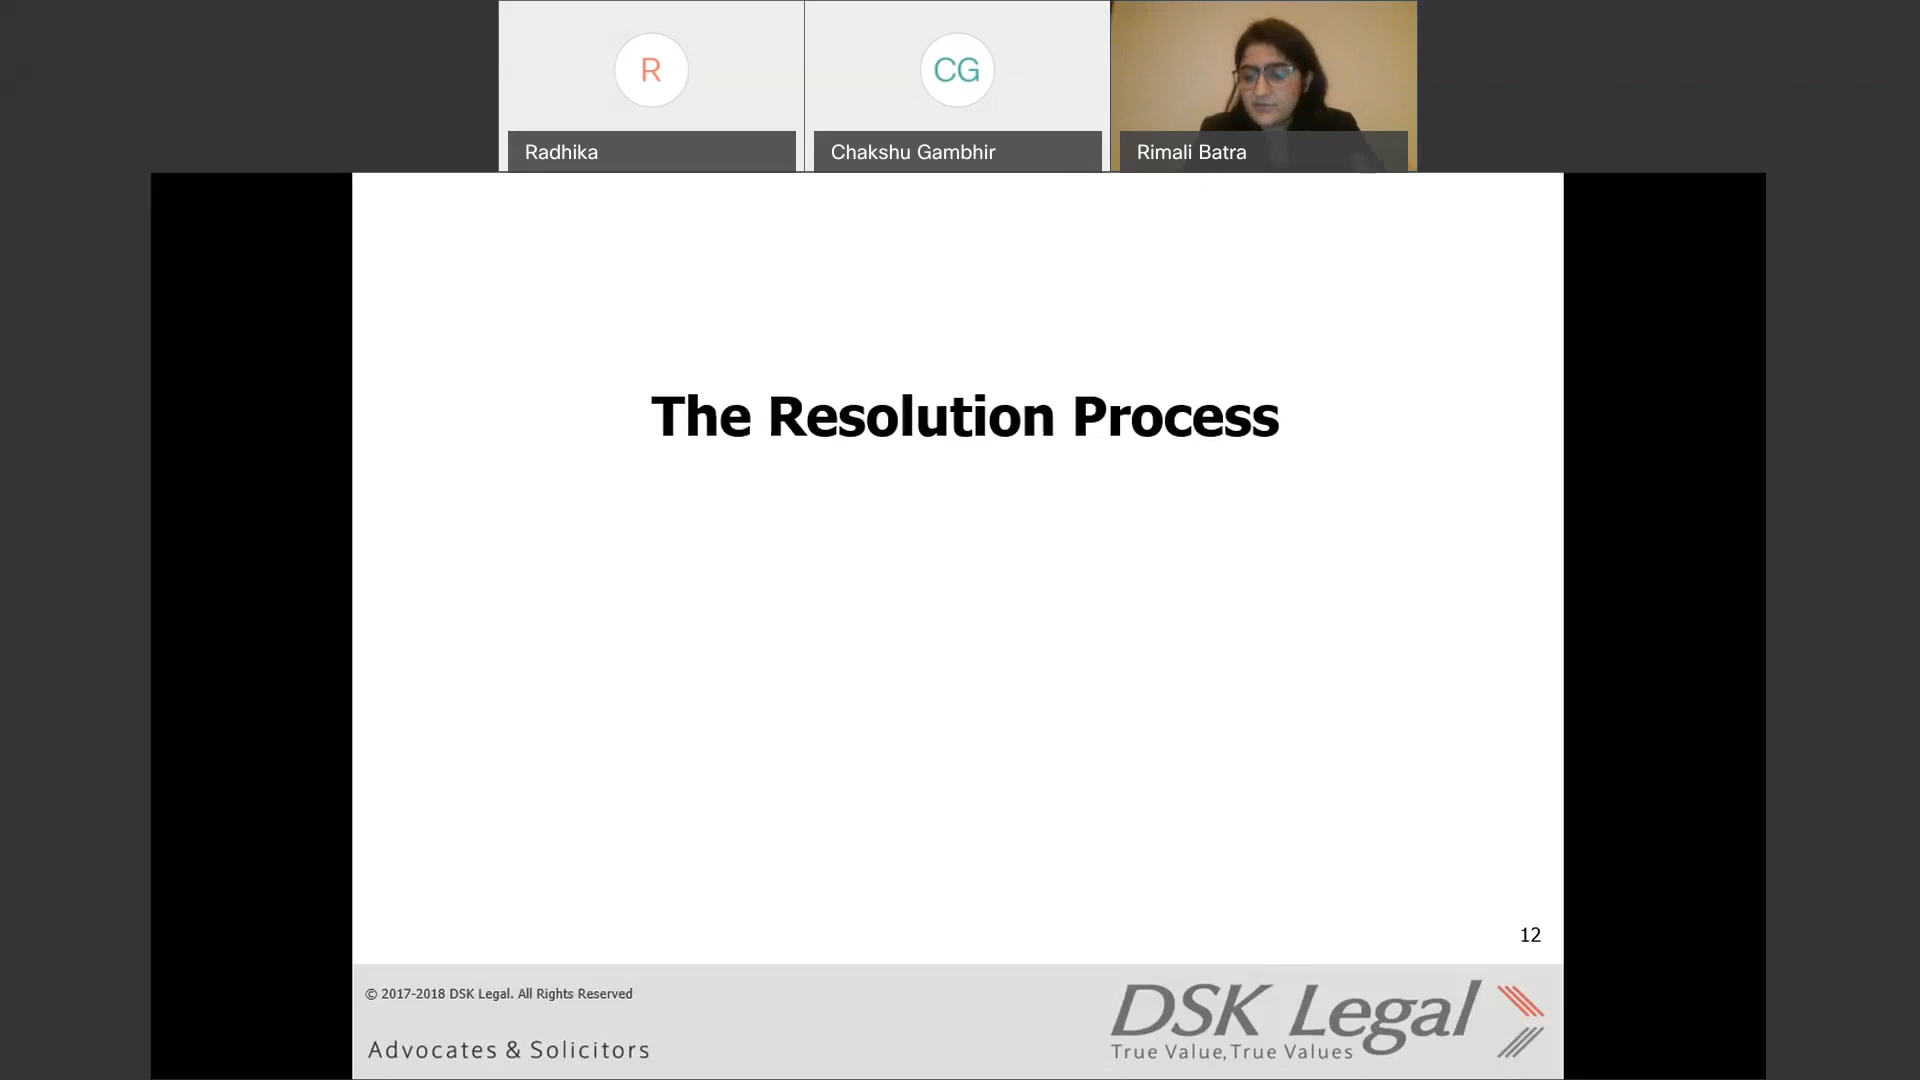 R
CG
Radhika
Chakshu Gambhir
Rimali Batra
The Resolution Process
12
© 2017-2018 DSK Legal. All Rights Reserved
Advocates & Solicitors
DSK Legal
True Value, True Values